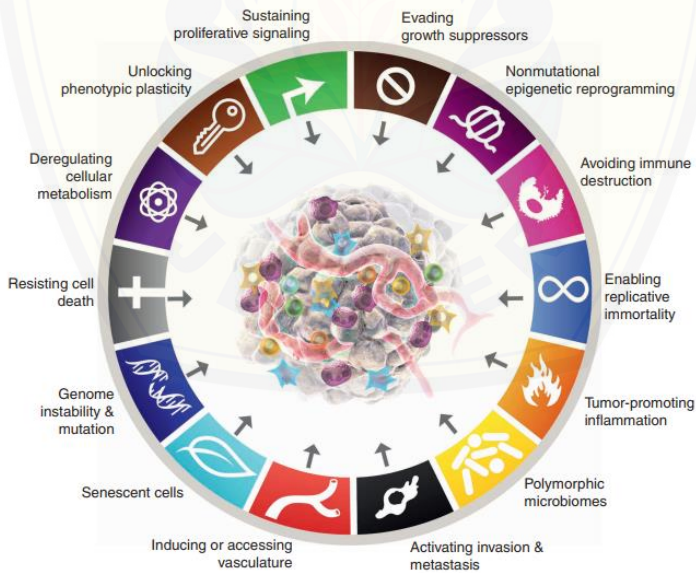 Sustaining
proliferative signaling
Evading
growth suppressors
Nonmutational
epigenetic reprogramming
Avoiding immune
destruction
Enabling
replicative
immortality
Tumor-promoting
inflammation
Polymorphic
microbiomes
Activating invasion &
metastasis
Inducing or accessing
vasculature
Senescent cells
Genome
instability &
mutation
Resisting cell
death
Deregulating
cellular
metabolism
Unlocking
phenotypic plasticity